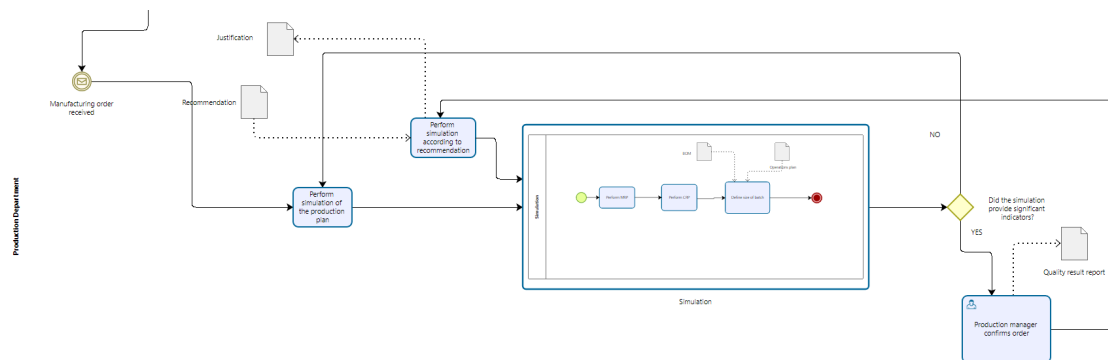 Justification
Manufacturing order
received
Recommendation
Perform
simulation
according to
recommendation
Perform
simulation of
the production
plan
Production Department
Simulation
BOM
Operations plan
Perform MRP
Perform CRP
Define size of batch
Simulation
NO
Did the simulation
provide significant
indicators?
YES
Quality result report
Production manager
confirms order